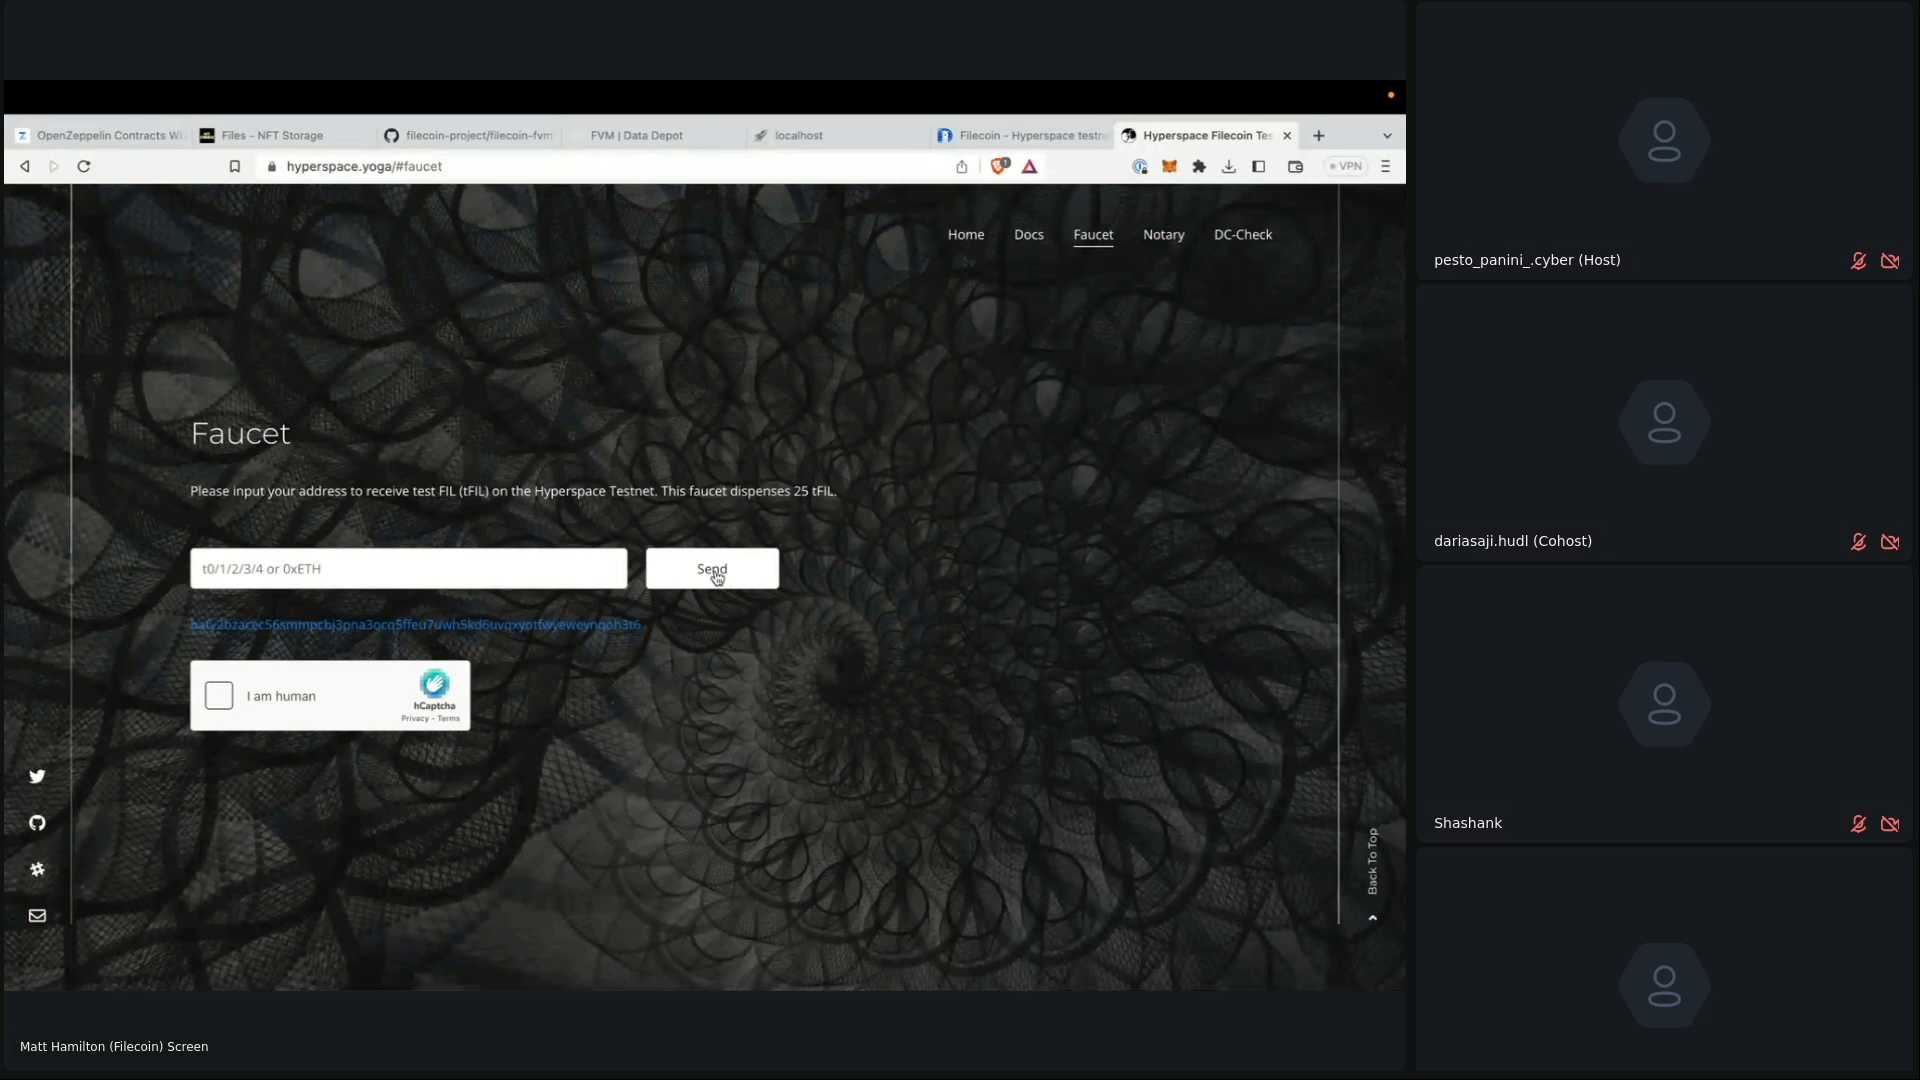 OpenZeppelin Contracts Wi
Files – NFT Storage
filecoin-project/filecoin-fvm-
FVM | Data Depot
localhost
Filecoin - Hyperspace testne
Hyperspace Filecoin Tes
hyperspace.yoga/#faucet
1
VPN
Home
Docs
Faucet
Notary
DC-Check
Faucet
Please input your address to receive test FIL (tFIL) on the Hyperspace Testnet. This faucet dispenses 25 tFIL.
t0/1/2/3/4 or 0xETH
Send
I am human
hCaptcha
Privacy - Terms
Back To Top
Matt Hamilton (Filecoin) Screen
pesto_panini_.cyber (Host)
dariasaji.hudl (Cohost)
Shashank